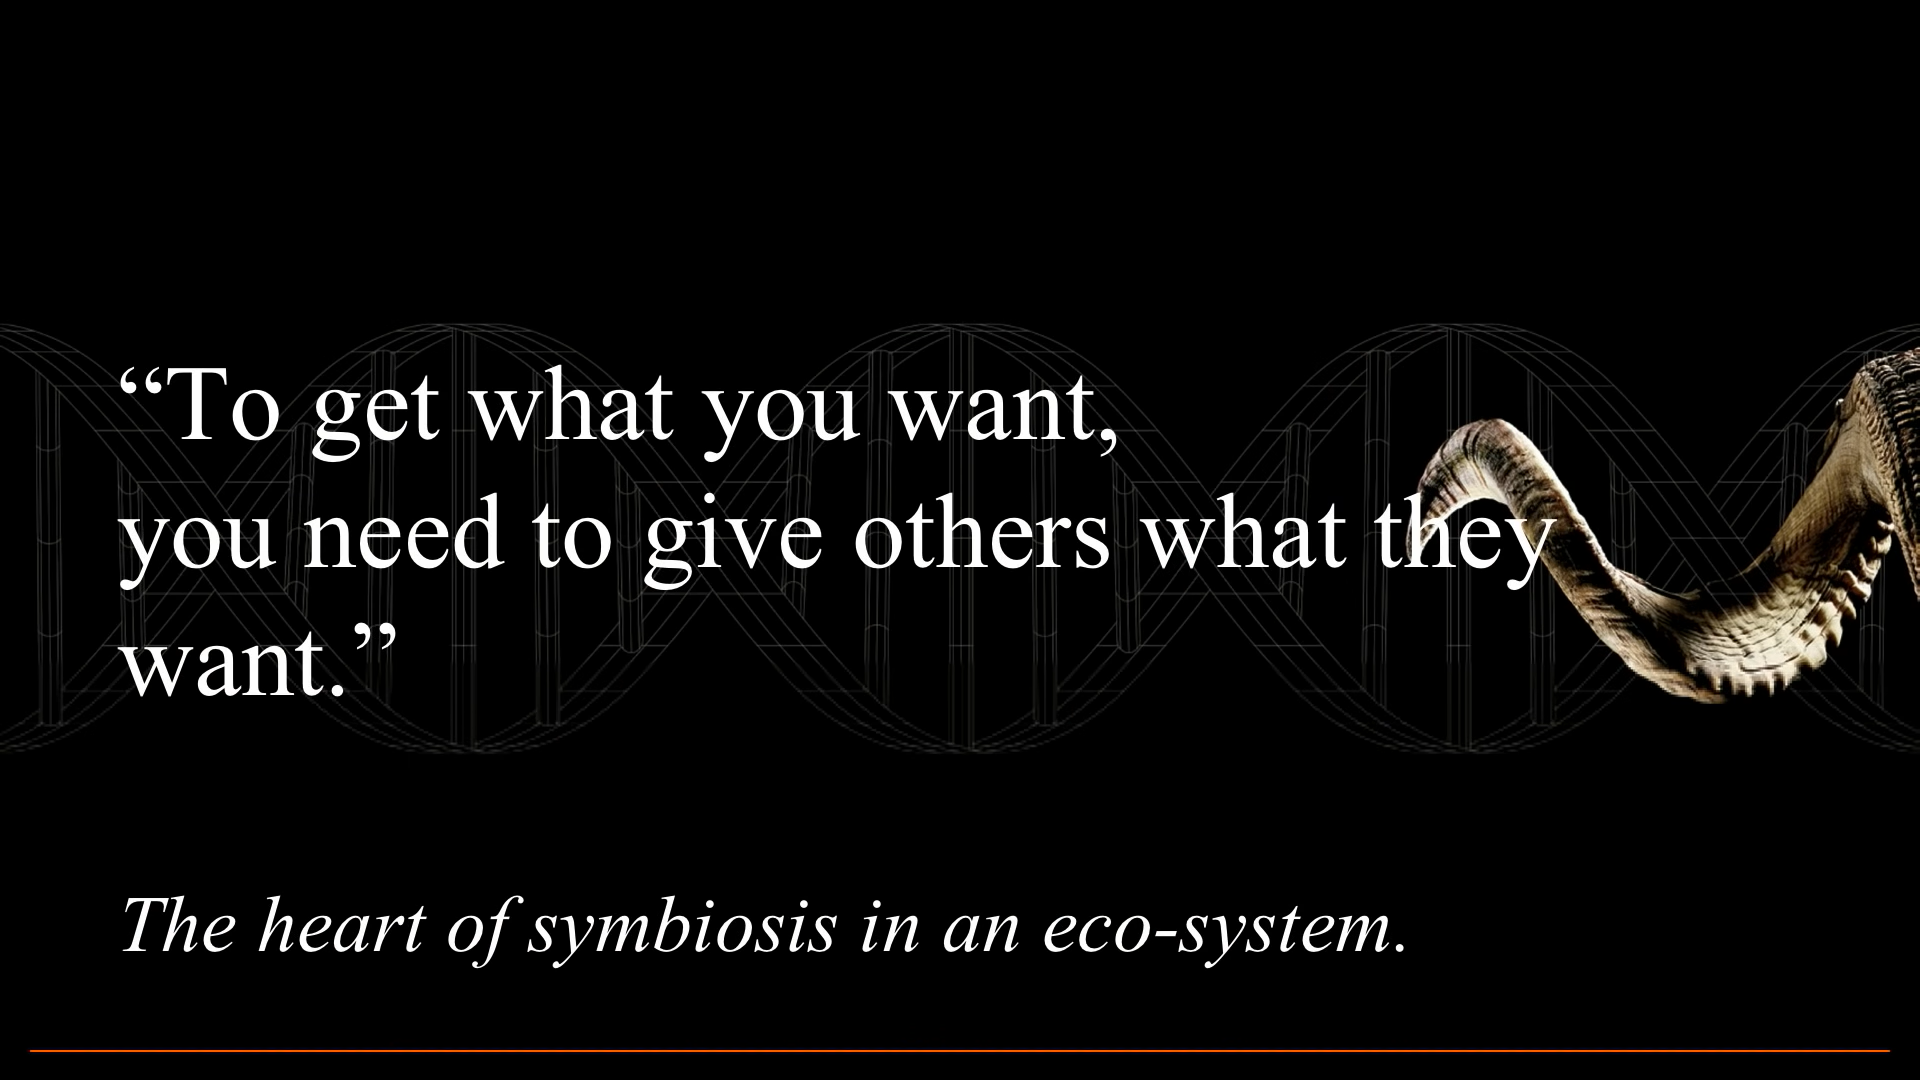 “To get what you want,
you need to give others what they
want.”
The heart of symbiosis in an eco-system.